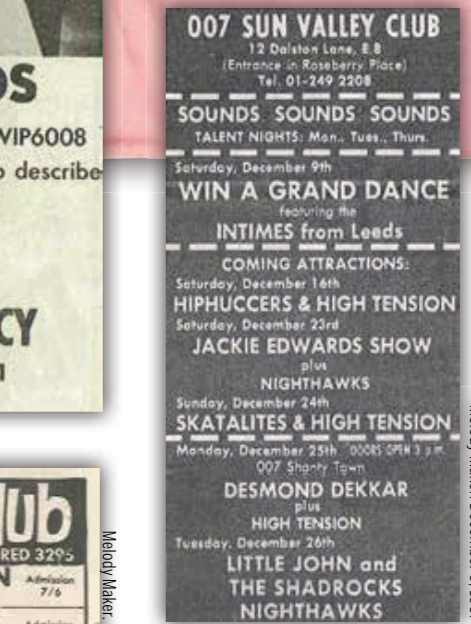 OS
VIP6008
describe
CY
lub
RED 3295
N Admission
7/6
Melody Maker.
007 SUN VALLEY CLUB
12 Dalston Lane, E.8
(Entrance in Roseberry Place)
Tel. 01-249 2208
SOUNDS SOUNDS SOUNDS
TALENT NIGHTS: Mon., Tues., Thurs.
Saturday, December 9th
WIN A GRAND DANCE
featuring the
INTIMES from Leeds
COMING ATTRACTIONS:
Saturday, December 16th
HIPHUCCERS & HIGH TENSION
Saturday, December 23rd
JACKIE EDWARDS SHOW
plus
NIGHTHAWKS
Sunday, December 24th
SKATALITES & HIGH TENSION
Monday, December 25th DOORS OPEN 3 p.m.
007 Shanty Town
DESMOND DEKKAR
plus
HIGH TENSION
Tuesday, December 26th
LITTLE JOHN and
THE SHADROCKS
NIGHTHAWKS